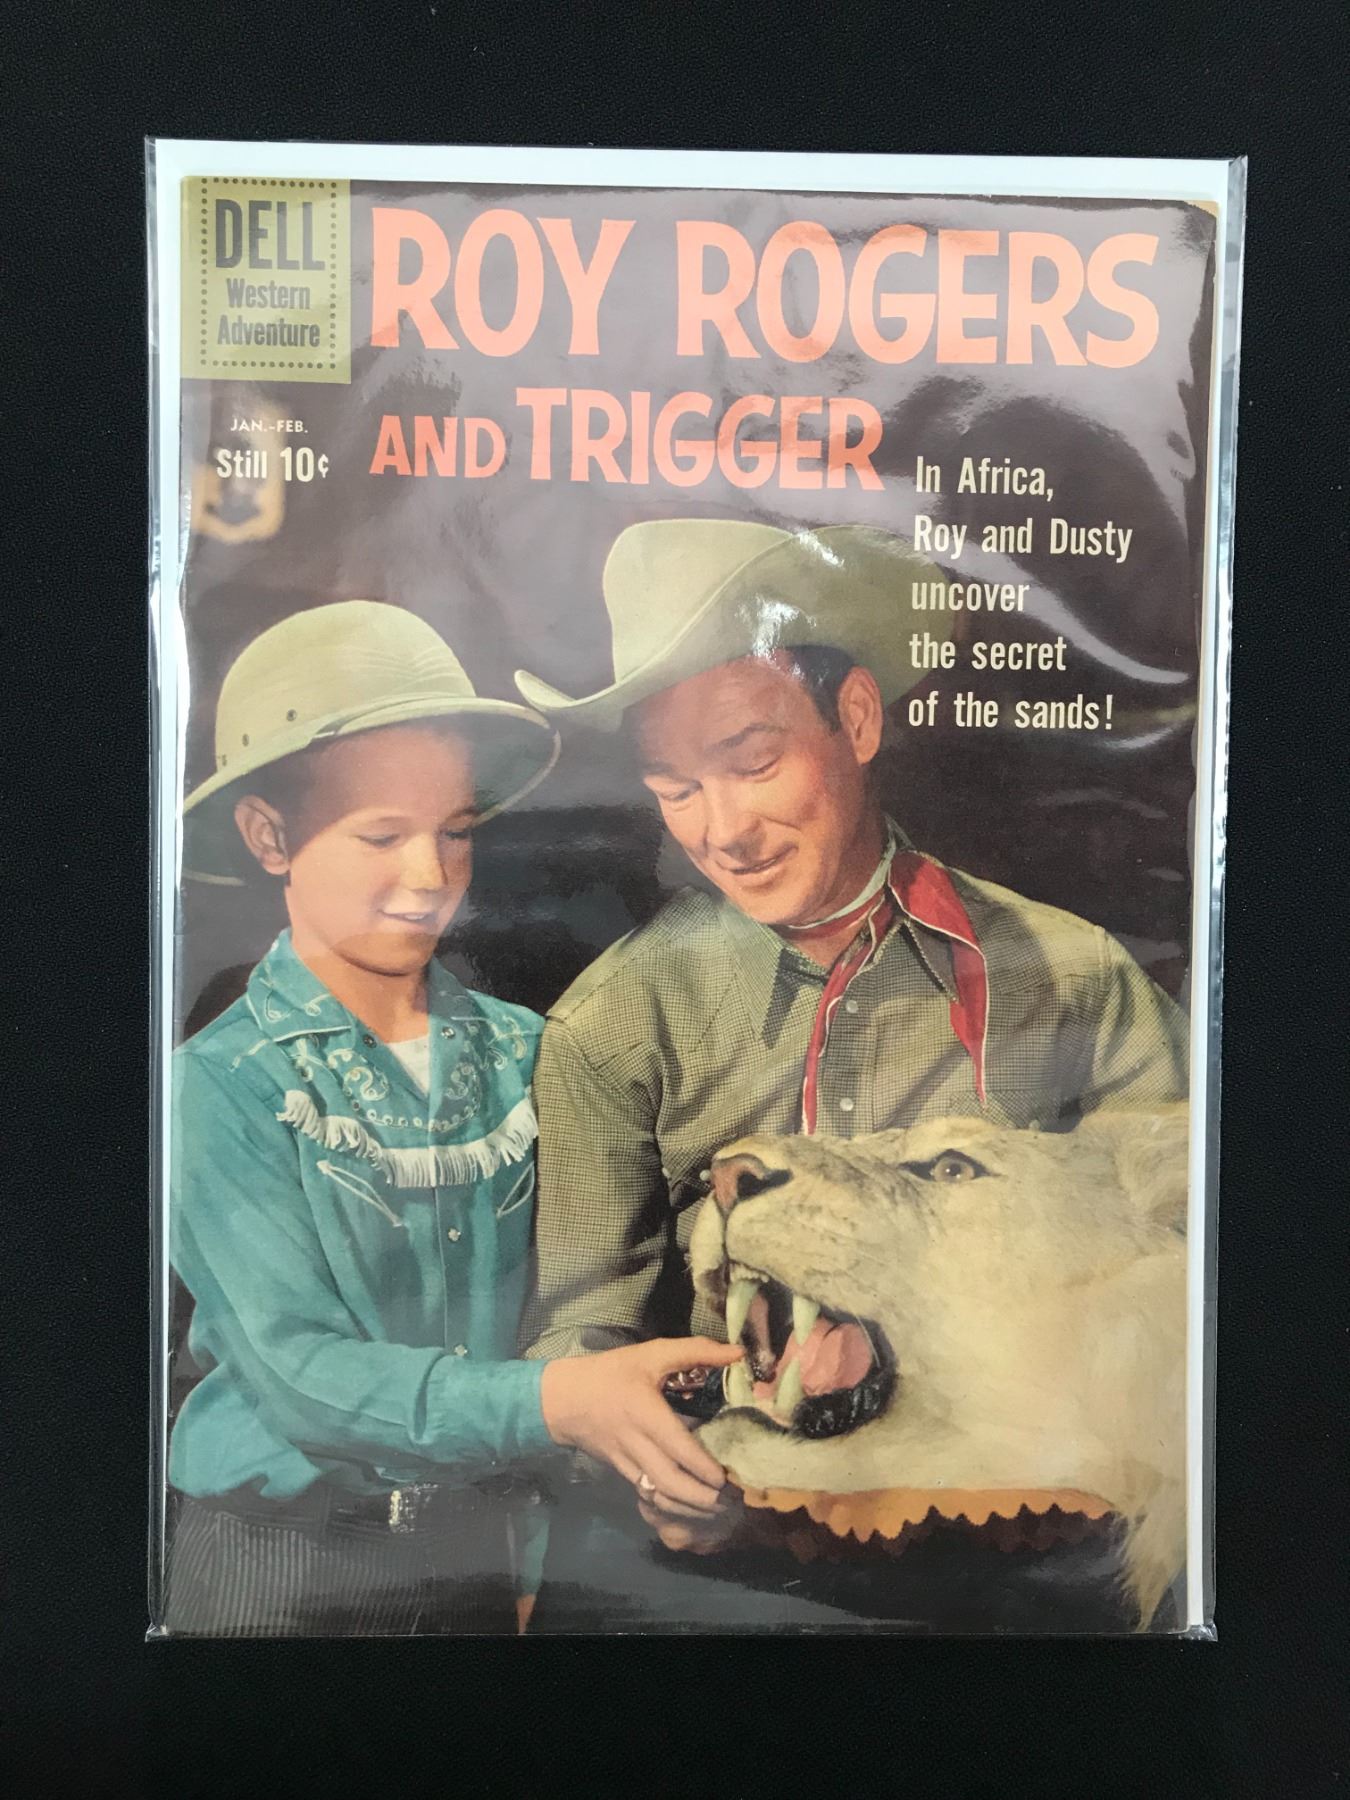 DELL
Western
Adventure
JAN.-FEB.
Still 10¢
ROY ROGERS
AND TRIGGER
In Africa,
Roy and Dusty
uncover
the secret
of the sands!